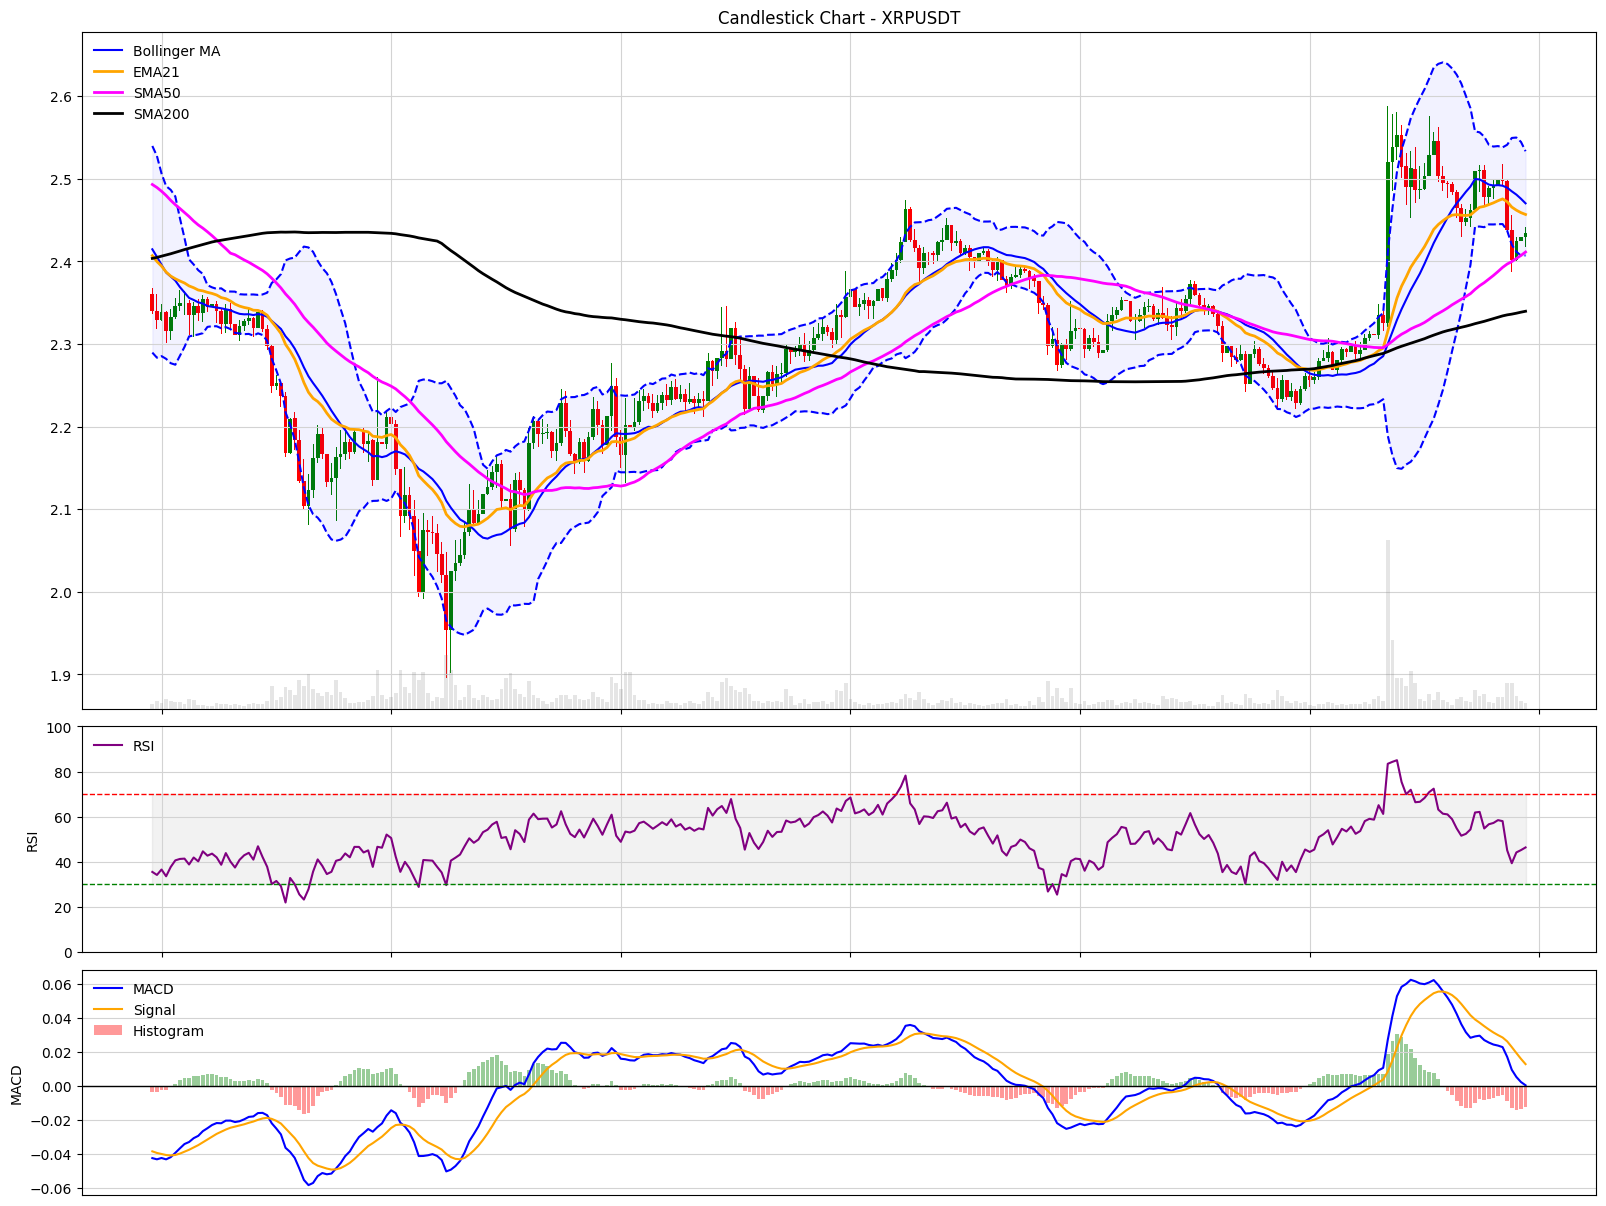 Candlestick Chart - XRPUSDT
Bollinger MA
EMA21
SMA50
SMA200
2.6
2.5
2.4
2.3
2.2
2.1
2.0
1.9
RSI
100
80
60
40
20
0
RSI
MACD
Signal
Histogram
0.06
0.04
0.02
0.00
−0.02
−0.04
−0.06
MACD